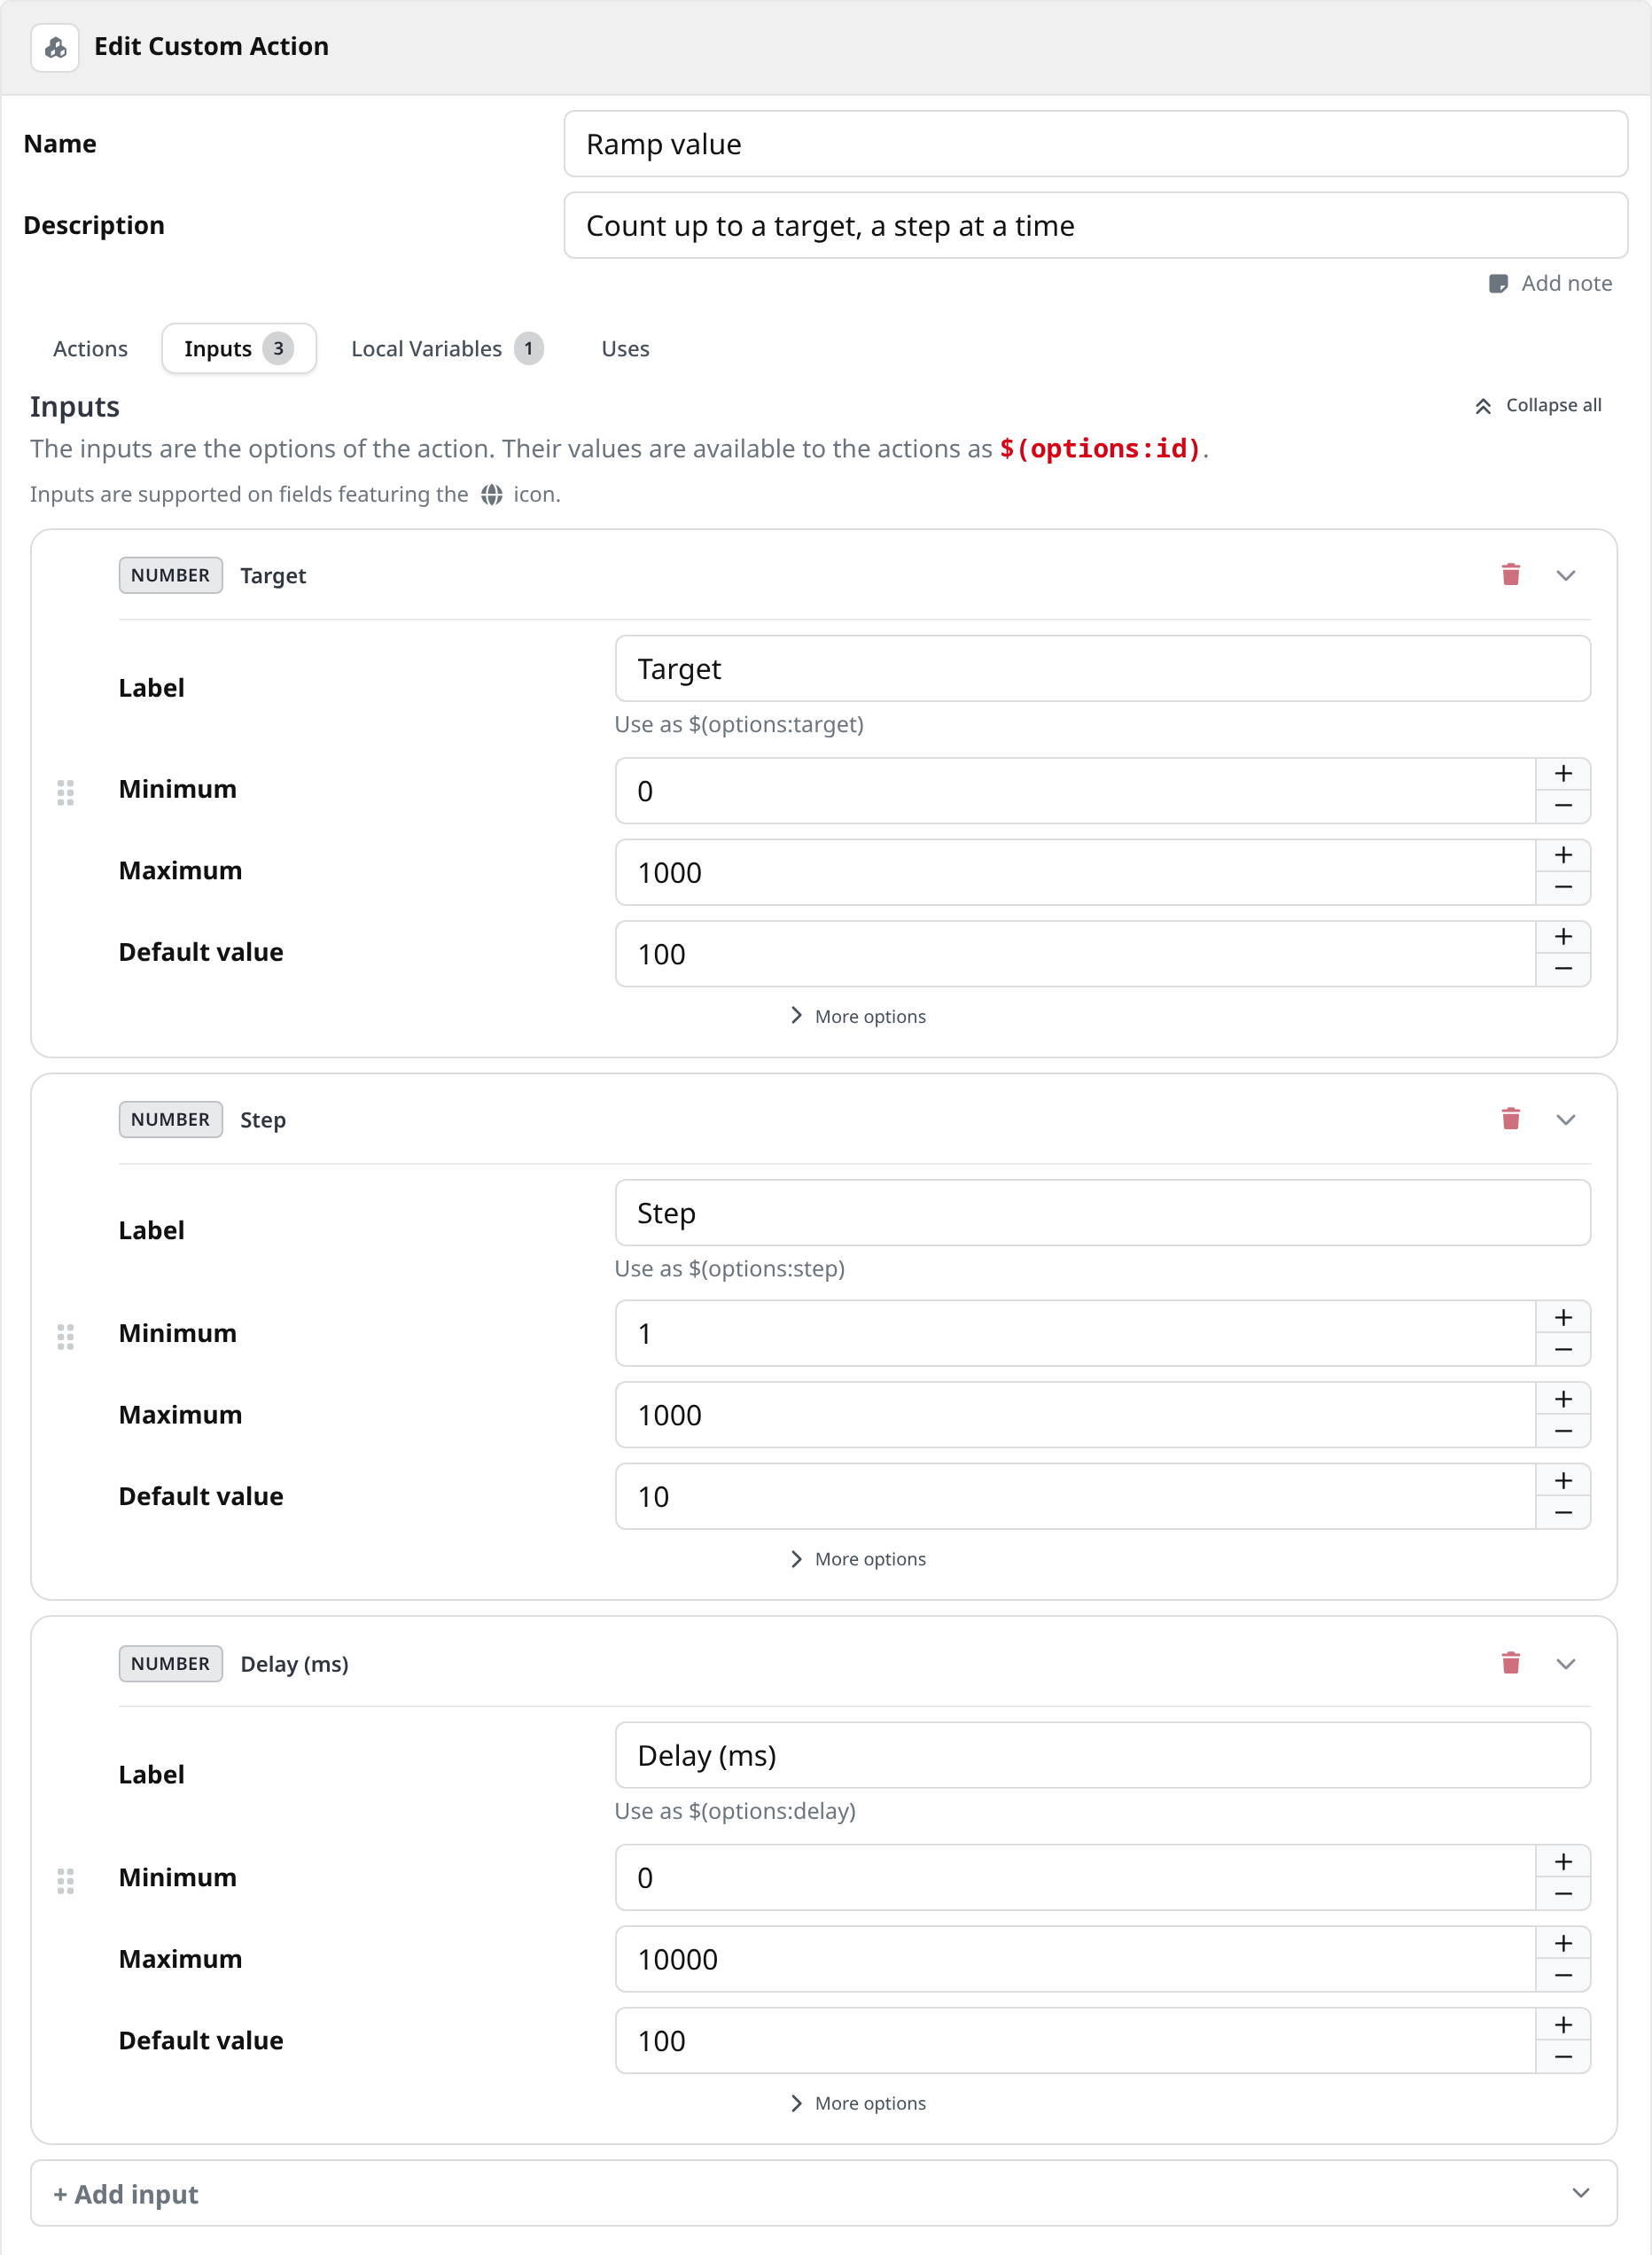 Edit Custom Action
Name
Ramp value
Description
Count up to a target, a step at a time
Add note
Actions
Inputs 3
Local Variables 1
Uses
Inputs
Collapse all
The inputs are the options of the action. Their values are available to the actions as $(options:id).
Inputs are supported on fields featuring the icon.
NUMBER Target
Label
Target
Use as $(options:target)
Minimum
0
Maximum
1000
Default value
100
More options
NUMBER Step
Label
Step
Use as $(options:step)
Minimum
1
Maximum
1000
Default value
10
More options
NUMBER Delay (ms)
Label
Delay (ms)
Use as $(options:delay)
Minimum
0
Maximum
10000
Default value
100
More options
+ Add input